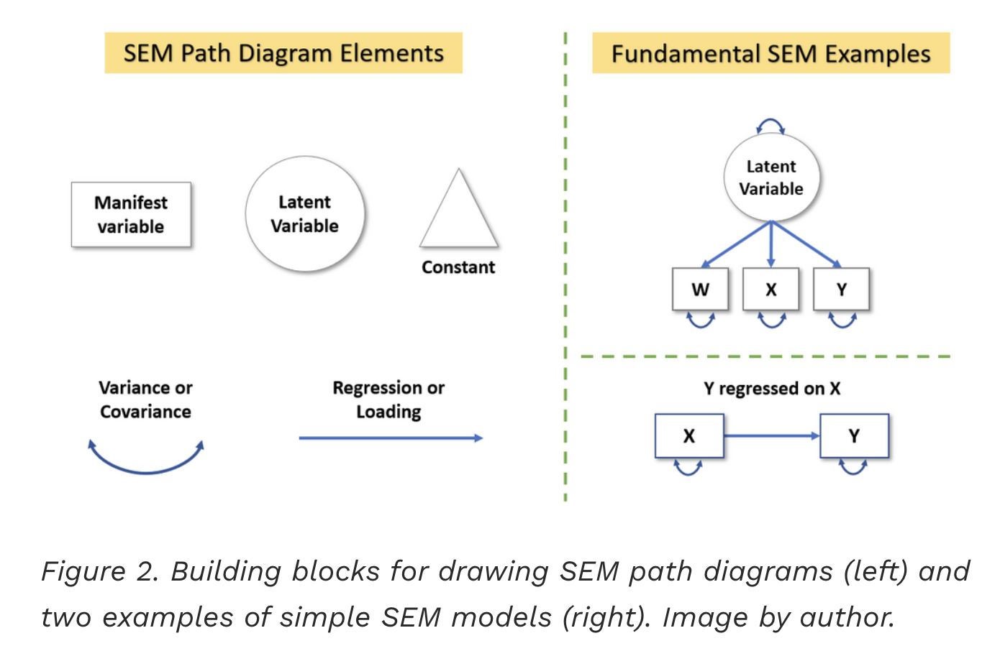 SEM Path Diagram Elements
Manifest
variable
Latent
Variable
Constant
Variance or
Covariance
Regression or
Loading
Fundamental SEM Examples
Latent
Variable
W
X
Y
Y regressed on X
X
Y
Figure 2. Building blocks for drawing SEM path diagrams (left) and
two examples of simple SEM models (right). Image by author.